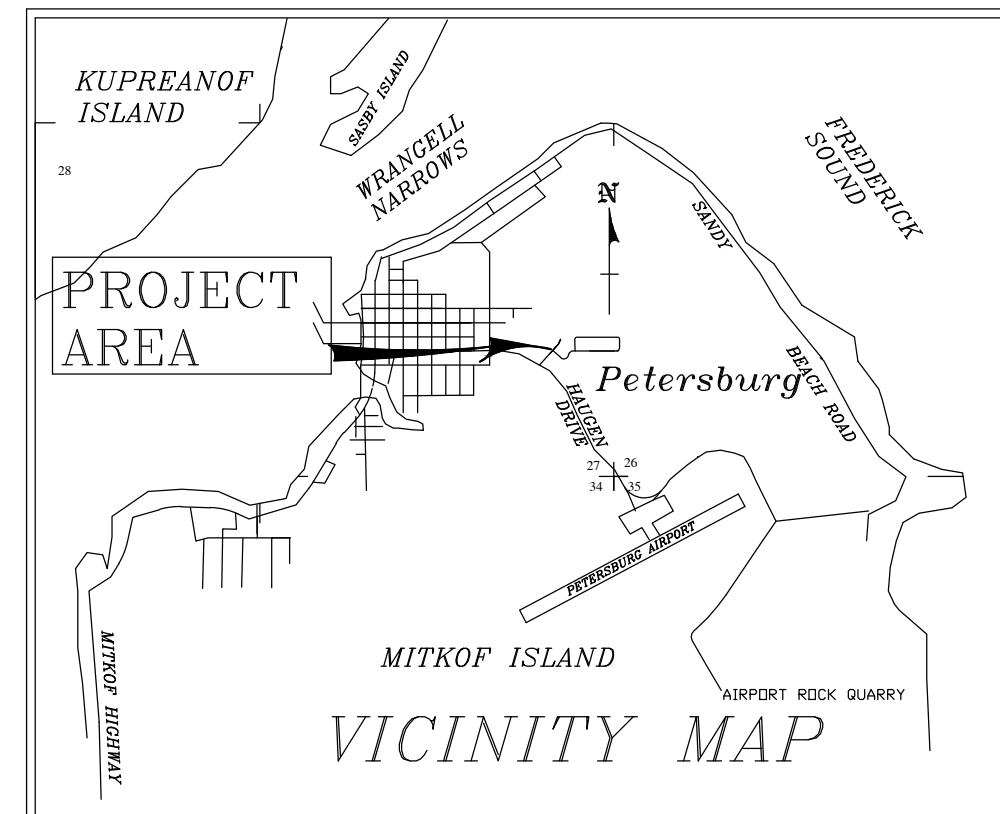 KUPREANOF
ISLAND
SASBY ISLAND
WRANGELL
NARROWS
FREDERICK
SOUND
28
N
SANDY
PROJECT
AREA
Petersburg
BEACH ROAD
HAUGEN
DRIVE
27 26
34 35
PETERSBURG AIRPORT
MITKOF HIGHWAY
MITKOF ISLAND
AIRPORT ROCK QUARRY
VICINITY MAP